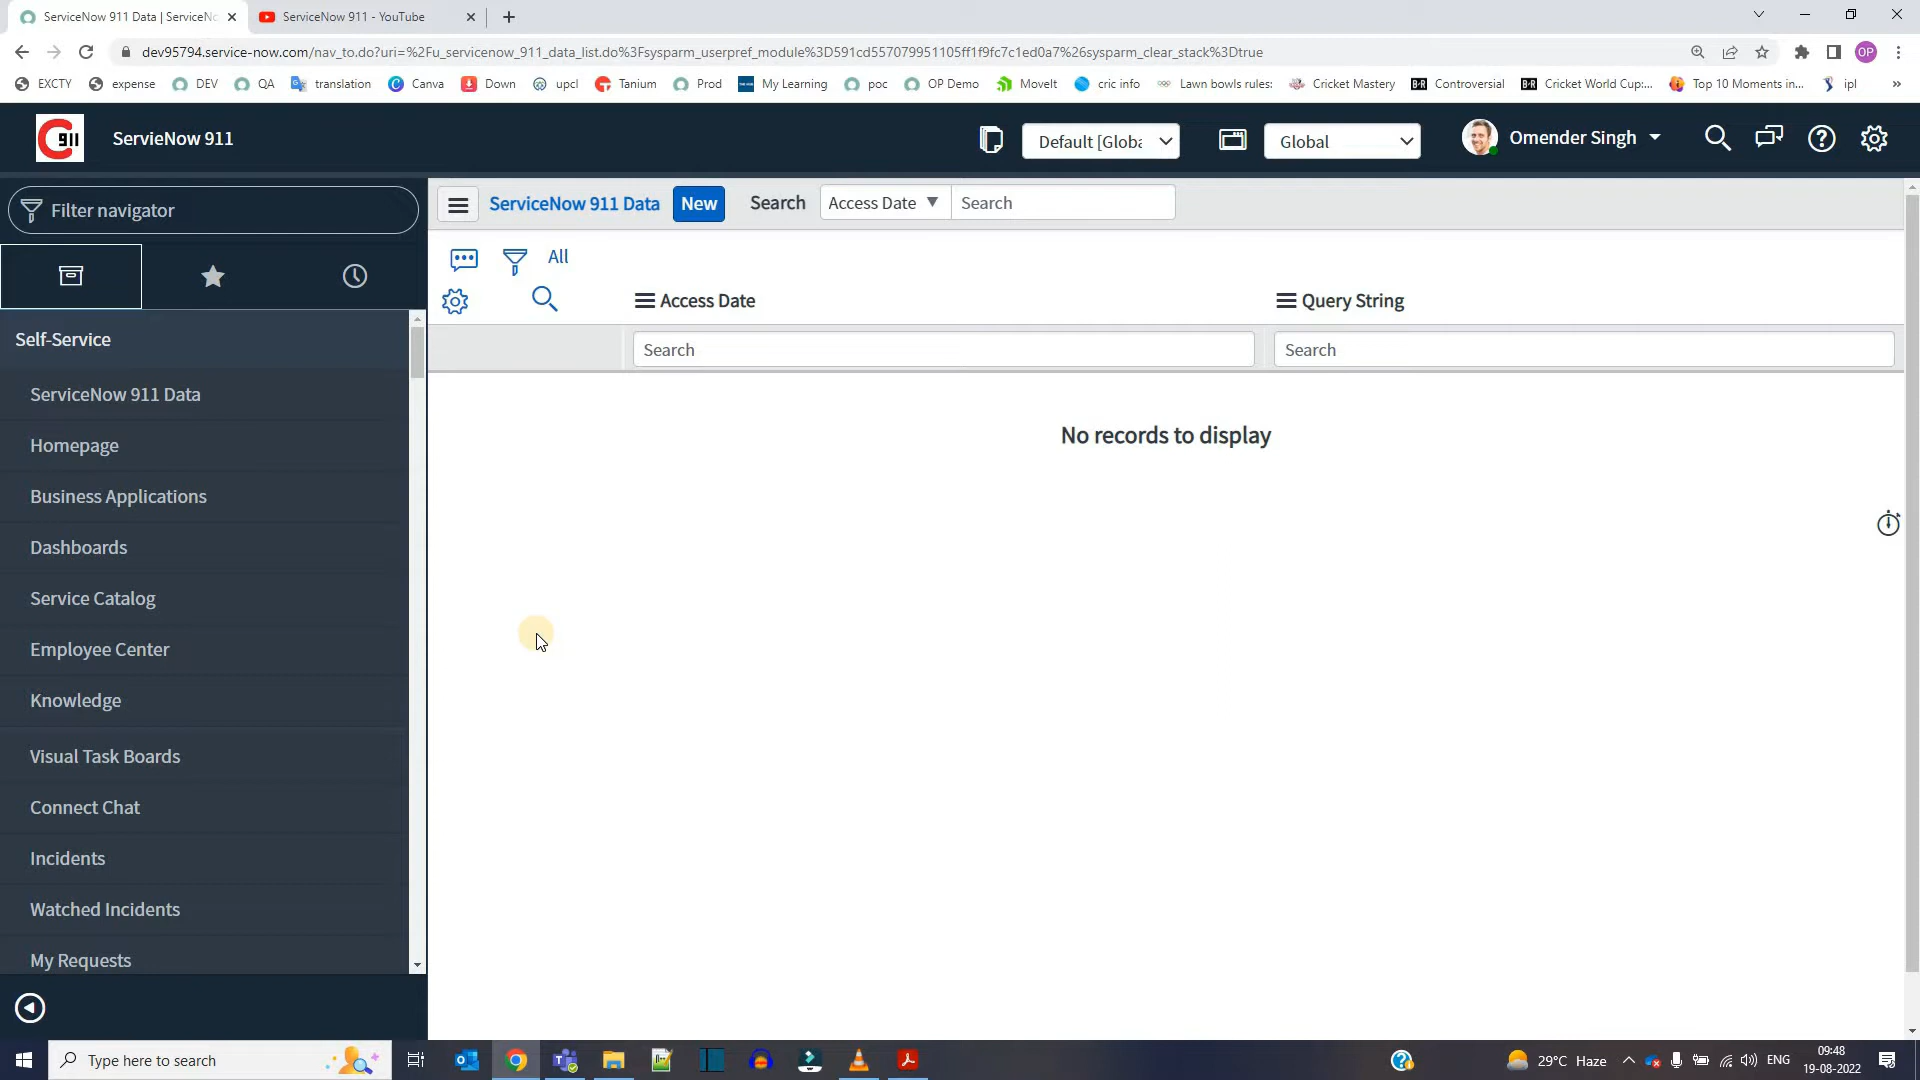 ServiceNow 911 Data | ServiceNo
ServiceNow 911 - YouTube
dev95794.service-now.com/nav_to.do?uri=%2Fu_servicenow_911_data_list.do%3Fsysparm_userpref_module%3D591cd557079951105ff1f9fc7c1ed0a7%26sysparm_clear_stack%3Dtrue
OP
EXCTY expense DEV QA translation Canva Down upcl Tanium Prod My Learning poc OP Demo MoveIt cric info Lawn bowls rules: Cricket Mastery Controversial Cricket World Cup:... Top 10 Moments in... ipl »
911 ServieNow 911
Default [Globa
Global
Omender Singh
Filter navigator
ServiceNow 911 Data
New
Search
Access Date
Search
All
Access Date
Query String
Search
Search
No records to display
Self-Service
ServiceNow 911 Data
Homepage
Business Applications
Dashboards
Service Catalog
Employee Center
Knowledge
Visual Task Boards
Connect Chat
Incidents
Watched Incidents
My Requests
Type here to search
29°C Haze
ENG
09:48
19-08-2022